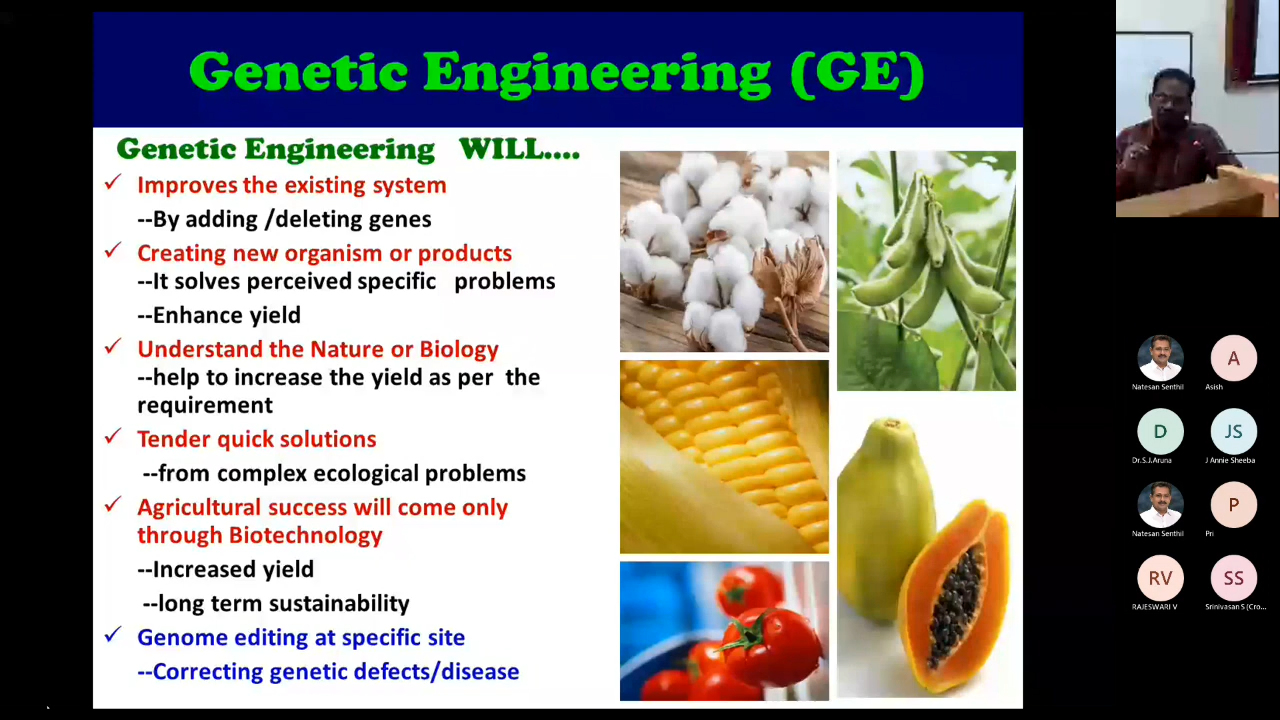 Genetic Engineering (GE)
Genetic Engineering WILL....
✓ Improves the existing system
--By adding /deleting genes
✓ Creating new organism or products
--It solves perceived specific problems
--Enhance yield
✓ Understand the Nature or Biology
--help to increase the yield as per the
requirement
✓ Tender quick solutions
--from complex ecological problems
✓ Agricultural success will come only
through Biotechnology
--Increased yield
--long term sustainability
✓ Genome editing at specific site
--Correcting genetic defects/disease
A
Natesan Senthil
Asish
D
JS
Dr.S.J.Aruna
J Annie Sheeba
P
Natesan Senthil
Pri
RV
SS
RAJESWARI V
Srinivasan S (Cro...